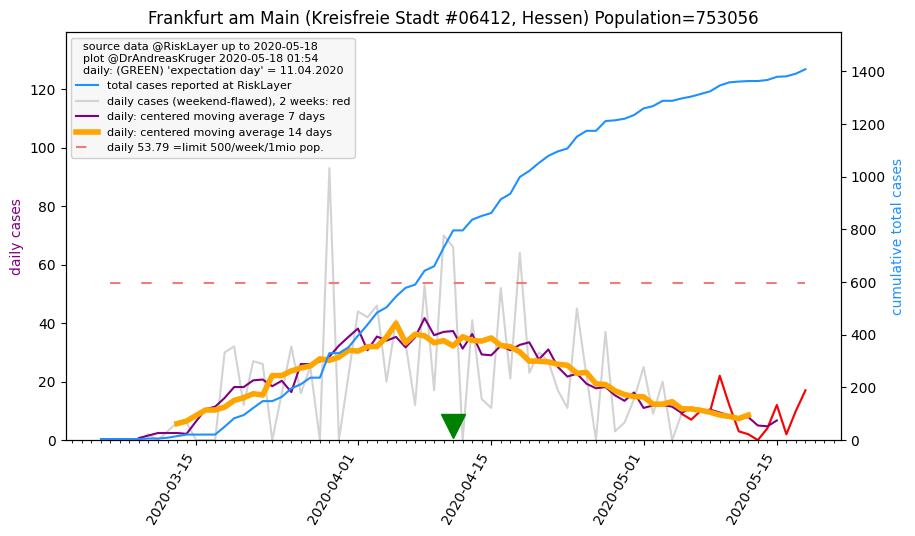 Frankfurt am Main (Kreisfreie Stadt #06412, Hessen) Population=753056
source data @RiskLayer up to 2020-05-18
plot @DrAndreasKruger 2020-05-18 01:54
daily: (GREEN) 'expectation day' = 11.04.2020
total cases reported at RiskLayer
daily cases (weekend-flawed), 2 weeks: red
daily: centered moving average 7 days
daily: centered moving average 14 days
daily 53.79 =limit 500/week/1mio pop.
daily cases
120
100
80
60
40
20
0
cumulative total cases
1400
1200
1000
800
600
400
200
0
2020-03-15
2020-04-01
2020-04-15
2020-05-01
2020-05-15